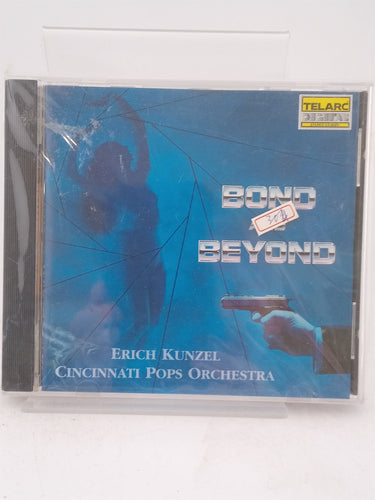 TELARC
DIGITAL
BOND
BEYOND
ERICH KUNZEL
CINCINNATI POPS ORCHESTRA